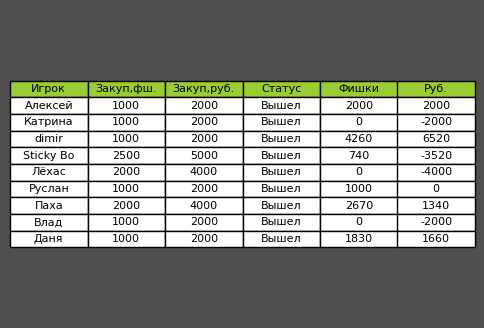 Игрок Закуп,фш. Закуп,руб. Статус Фишки Руб.
Алексей 1000 2000 Вышел 2000 2000
Катрина 1000 2000 Вышел 0 -2000
dimir 1000 2000 Вышел 4260 6520
Sticky Bo 2500 5000 Вышел 740 -3520
Лёхас 2000 4000 Вышел 0 -4000
Руслан 1000 2000 Вышел 1000 0
Паха 2000 4000 Вышел 2670 1340
Влад 1000 2000 Вышел 0 -2000
Даня 1000 2000 Вышел 1830 1660